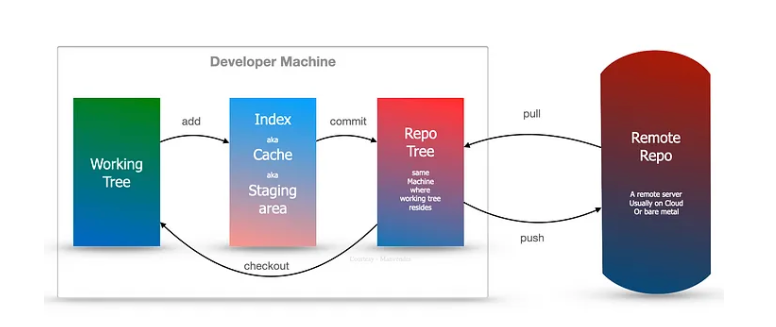 Developer Machine
add
commit
pull
Working
Tree
Index
aka
Cache
aka
Staging
area
Repo
Tree
same
Machine
where
working tree
resides
Remote
Repo
A remote server
Usually on Cloud
Or bare metal
push
checkout